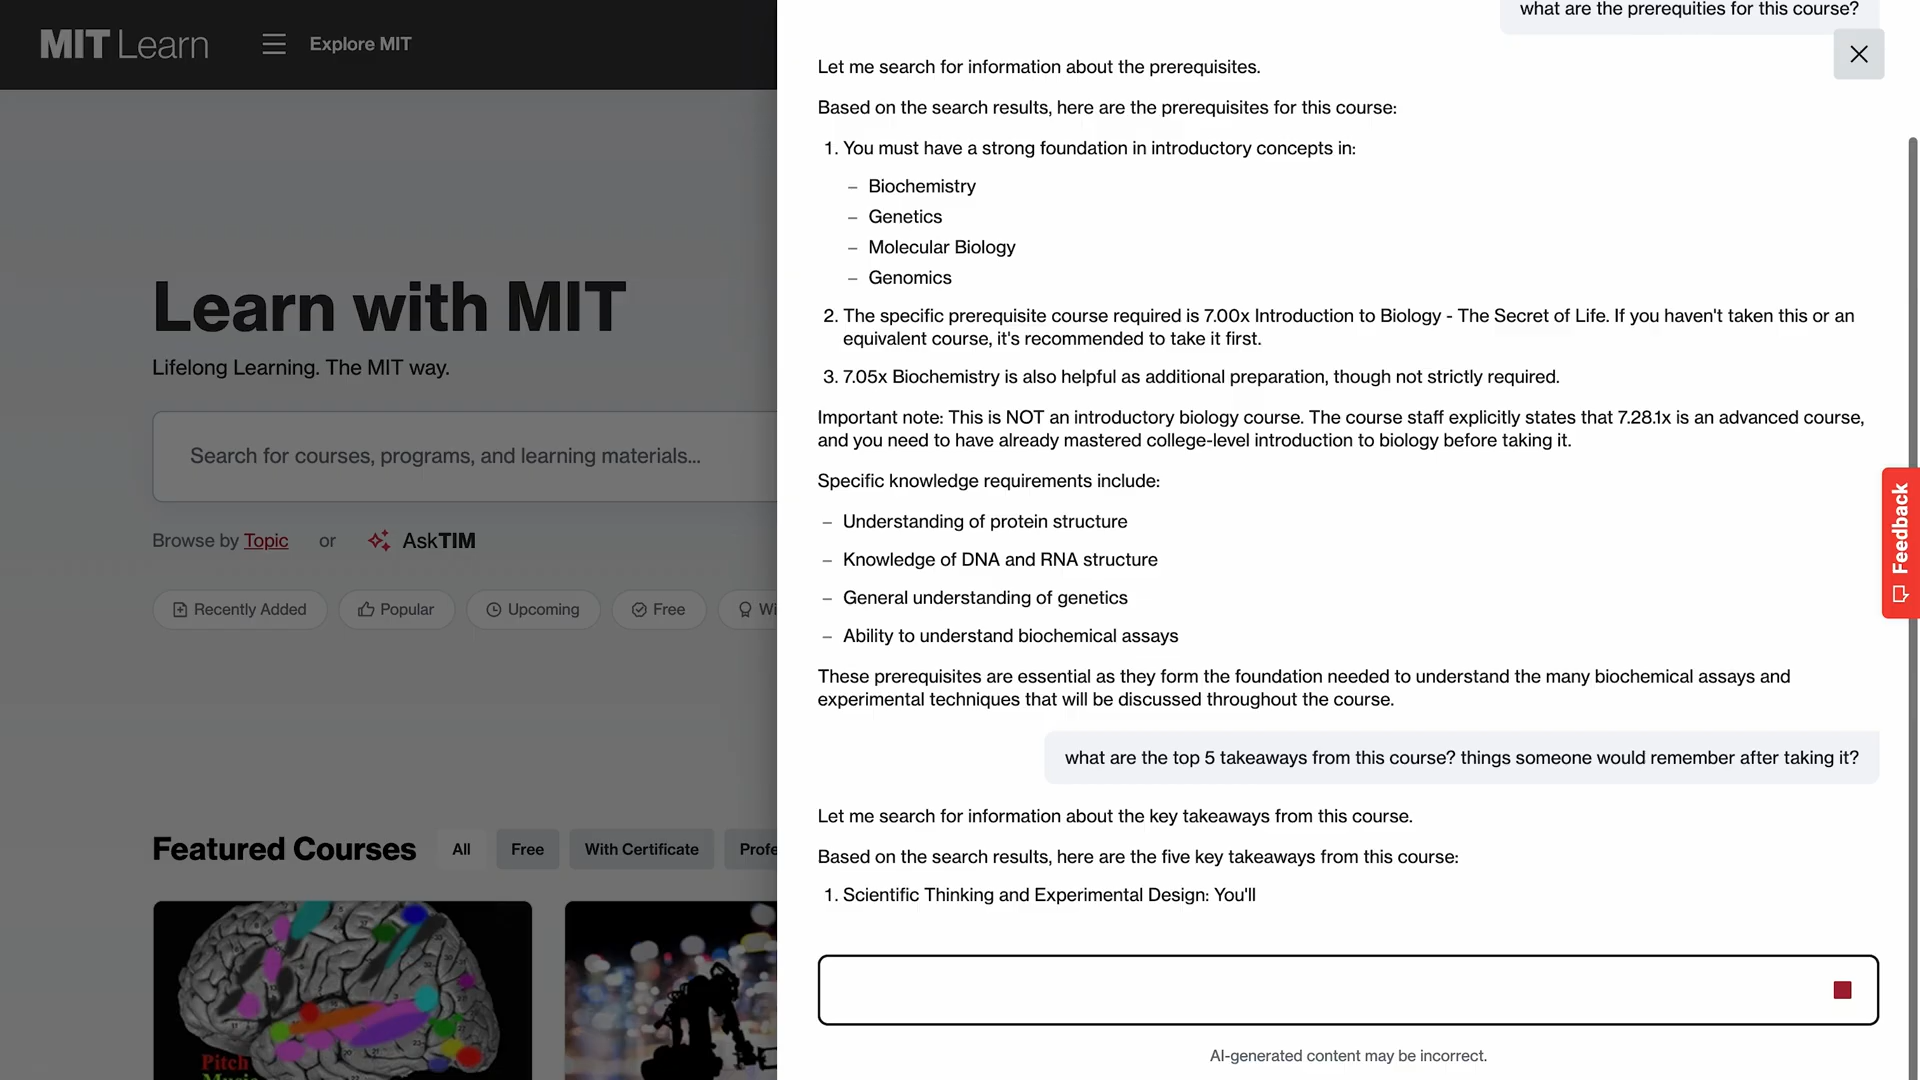 MIT Learn
Explore MIT
Learn with MIT
Lifelong Learning. The MIT way.
Search for courses, programs, and learning materials...
Browse by Topic or AskTIM
Recently Added
Popular
Upcoming
Free
Wi
Featured Courses
All
Free
With Certificate
Profe
Pitch
what are the prerequities for this course?
Let me search for information about the prerequisites.
Based on the search results, here are the prerequisites for this course:
1. You must have a strong foundation in introductory concepts in:
– Biochemistry
– Genetics
– Molecular Biology
– Genomics
2. The specific prerequisite course required is 7.00x Introduction to Biology - The Secret of Life. If you haven't taken this or an
equivalent course, it's recommended to take it first.
3. 7.05x Biochemistry is also helpful as additional preparation, though not strictly required.
Important note: This is NOT an introductory biology course. The course staff explicitly states that 7.28.1x is an advanced course,
and you need to have already mastered college-level introduction to biology before taking it.
Specific knowledge requirements include:
– Understanding of protein structure
– Knowledge of DNA and RNA structure
– General understanding of genetics
– Ability to understand biochemical assays
These prerequisites are essential as they form the foundation needed to understand the many biochemical assays and
experimental techniques that will be discussed throughout the course.
what are the top 5 takeaways from this course? things someone would remember after taking it?
Let me search for information about the key takeaways from this course.
Based on the search results, here are the five key takeaways from this course:
1. Scientific Thinking and Experimental Design: You'll
AI-generated content may be incorrect.
Feedback